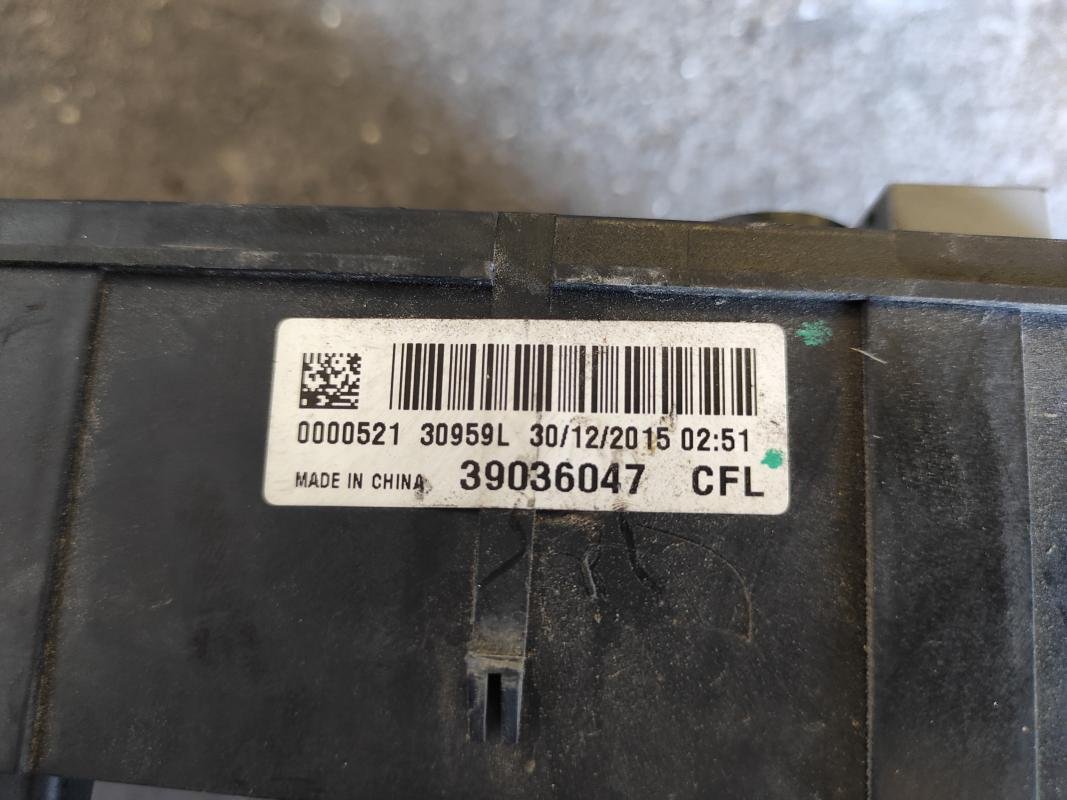 0000521 30959L 30/12/2015 02:51
MADE IN CHINA 39036047 CFL